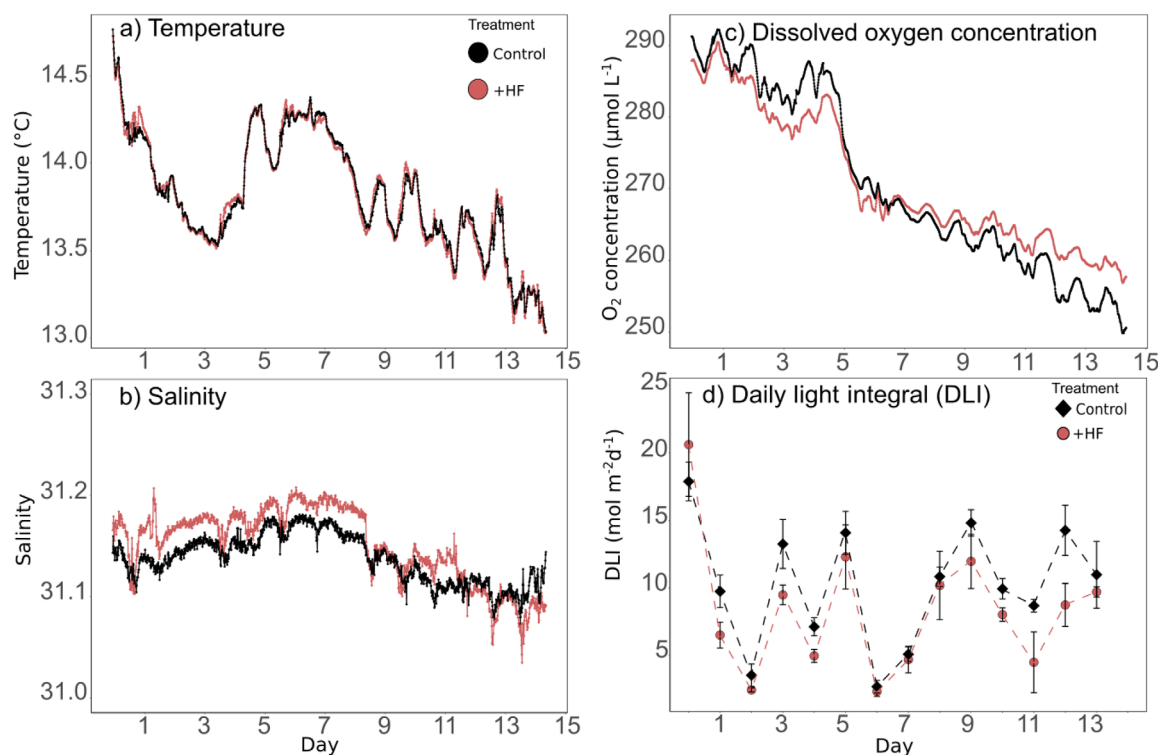 a) Temperature
Treatment
Control
+HF
Temperature (°C)
14.5
14.0
13.5
13.0
1 3 5 7 9 11 13 15
c) Dissolved oxygen concentration
O₂ concentration (µmol L⁻¹)
290
280
270
260
250
1 3 5 7 9 11 13 15
b) Salinity
Salinity
31.3
31.2
31.1
31.0
1 3 5 7 9 11 13 15
Day
d) Daily light integral (DLI)
Treatment
Control
+HF
DLI (mol m⁻²d⁻¹)
25
20
15
10
5
1 3 5 7 9 11 13
Day